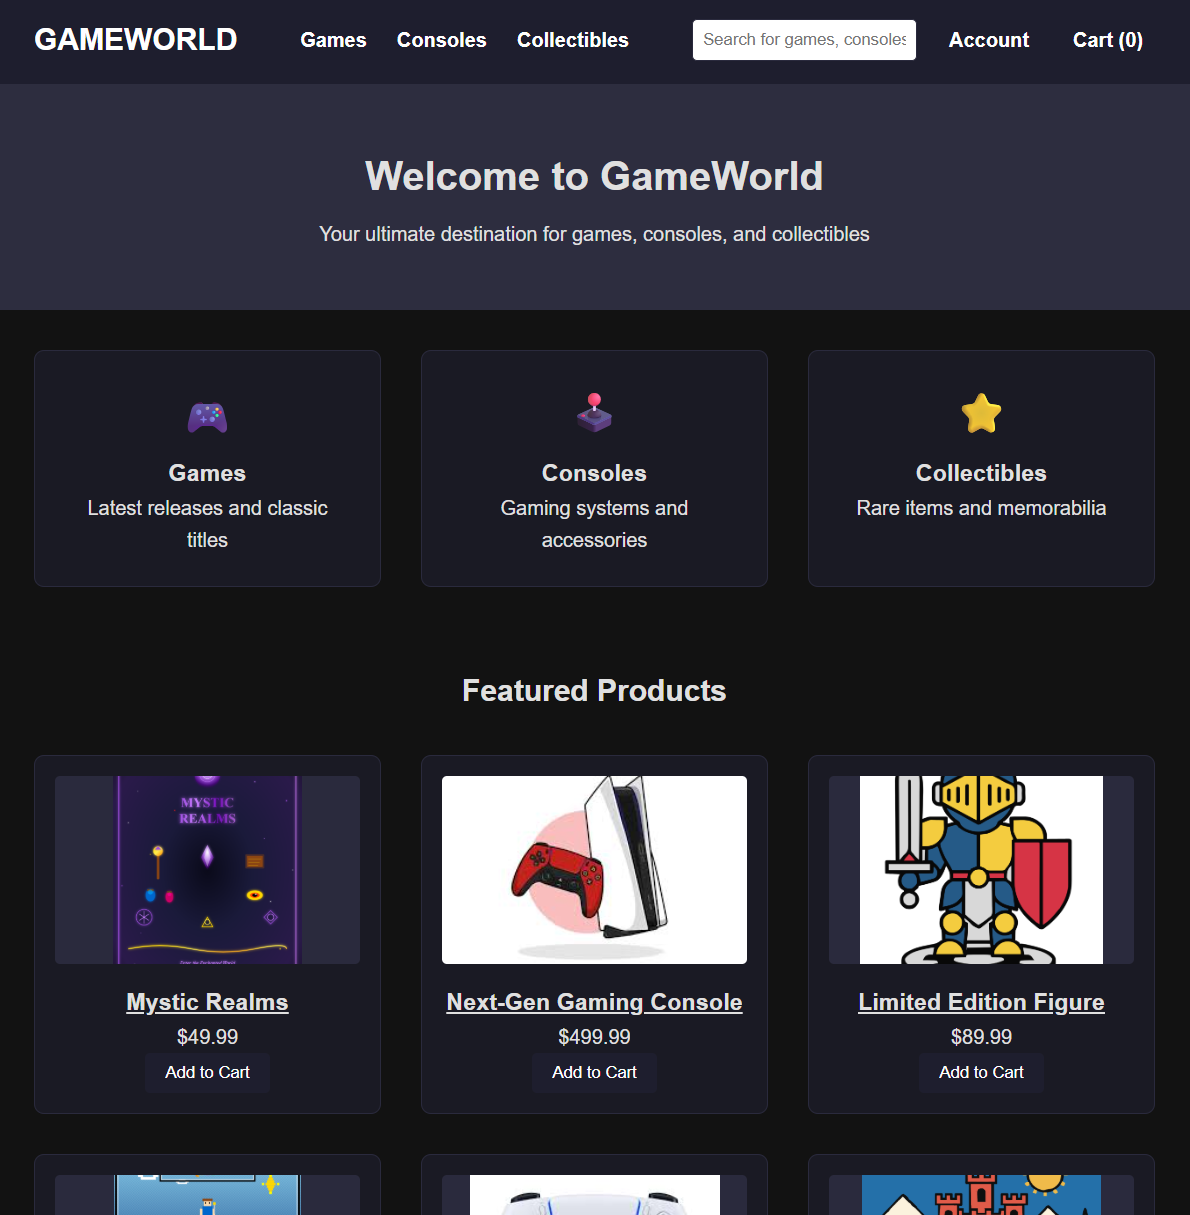 GAMEWORLD
Games
Consoles
Collectibles
Search for games, consoles
Account
Cart (0)
Welcome to GameWorld
Your ultimate destination for games, consoles, and collectibles
Games
Latest releases and classic
titles
Consoles
Gaming systems and
accessories
Collectibles
Rare items and memorabilia
Featured Products
MYSTIC
REALMS
Mystic Realms
$49.99
Add to Cart
Next-Gen Gaming Console
$499.99
Add to Cart
Limited Edition Figure
$89.99
Add to Cart